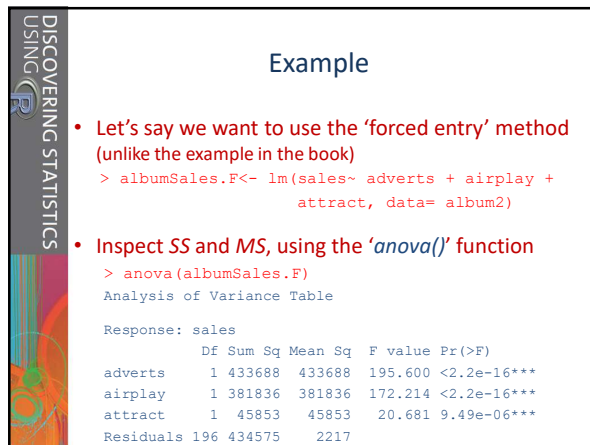 DISCOVERING STATISTICS
USING R
Example
• Let's say we want to use the 'forced entry' method
(unlike the example in the book)
> albumSales.F<- lm(sales~ adverts + airplay +
attract, data= album2)
• Inspect SS and MS, using the 'anova()' function
> anova(albumSales.F)
Analysis of Variance Table
Response: sales
Df Sum Sq Mean Sq F value Pr(>F)
adverts 1 433688 433688 195.600 <2.2e-16***
airplay 1 381836 381836 172.214 <2.2e-16***
attract 1 45853 45853 20.681 9.49e-06***
Residuals 196 434575 2217